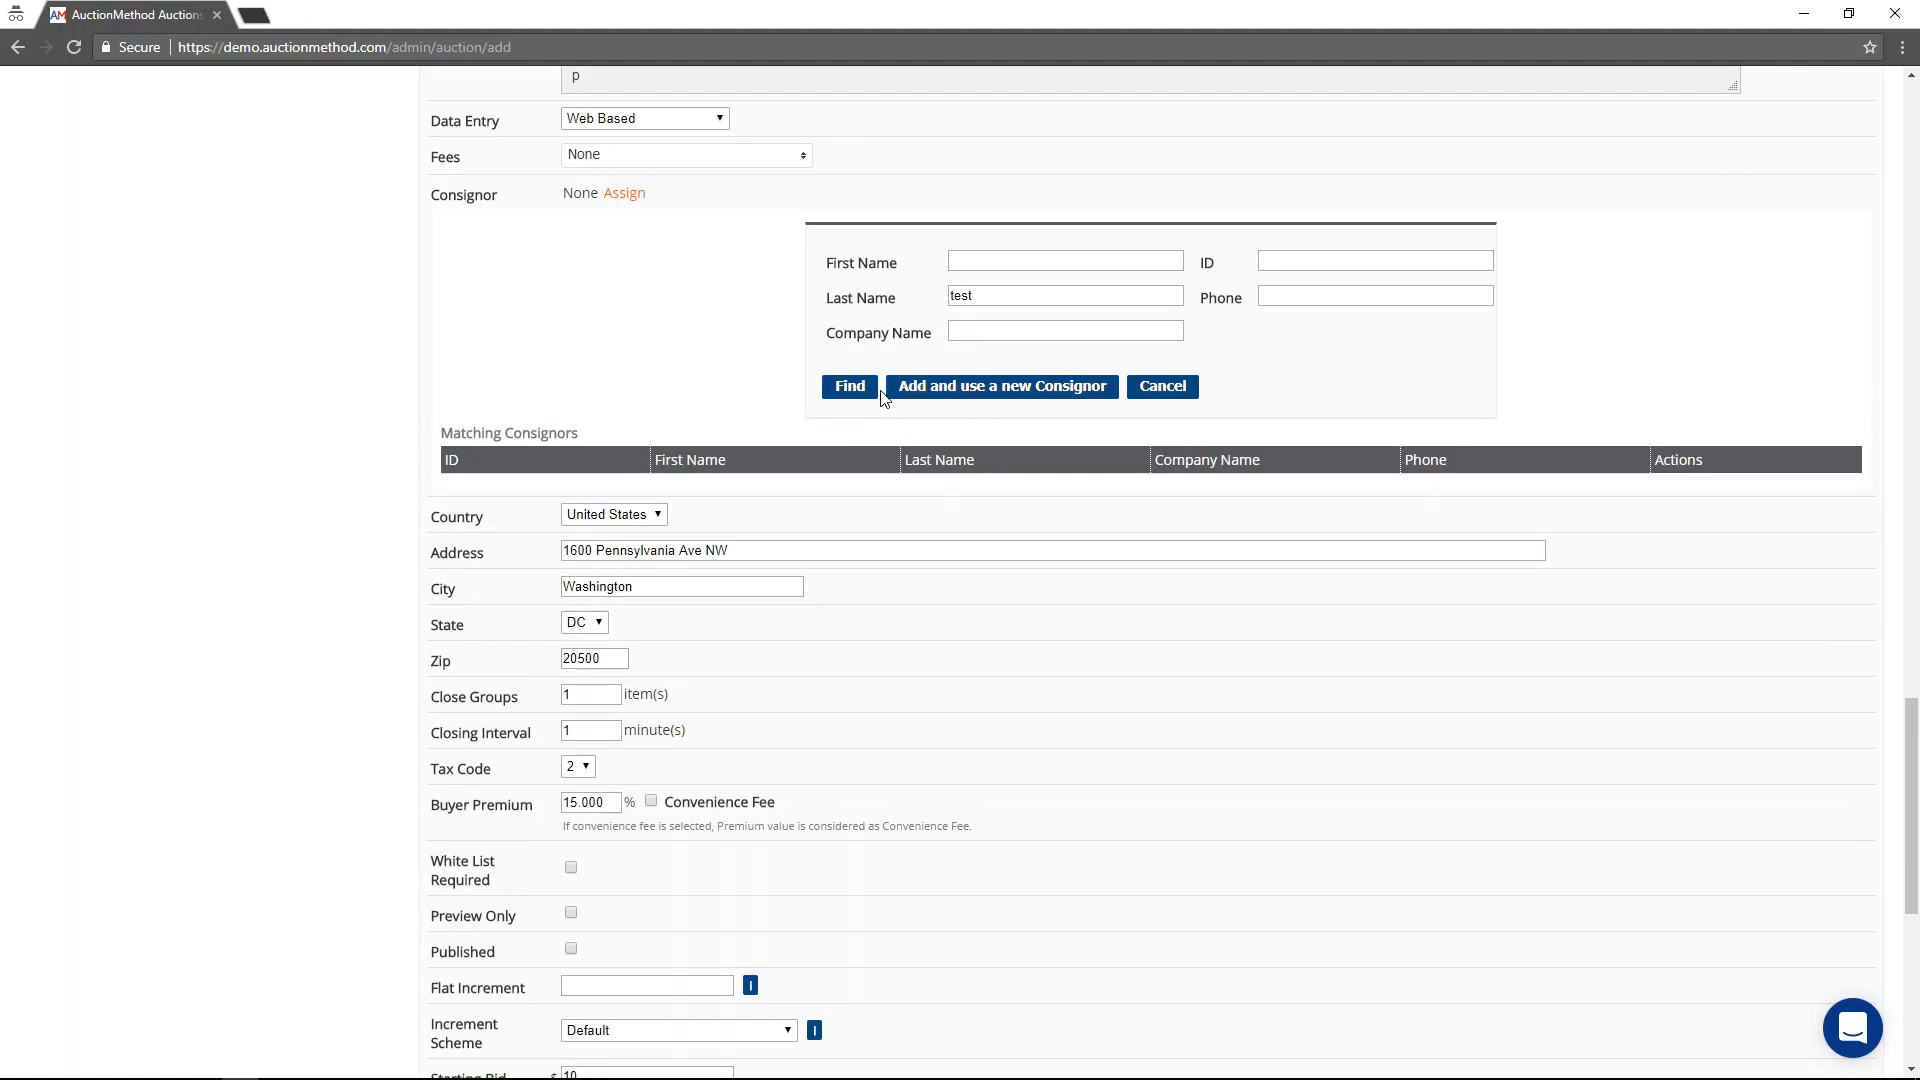 AuctionMethod Auction
Secure https://demo.auctionmethod.com/admin/auction/add
p
Data Entry Web Based
Fees None
Consignor None Assign
First Name ID
Last Name test Phone
Company Name
Find Add and use a new Consignor Cancel
Matching Consignors
ID First Name Last Name Company Name Phone Actions
Country United States
Address 1600 Pennsylvania Ave NW
City Washington
State DC
Zip 20500
Close Groups 1 item(s)
Closing Interval 1 minute(s)
Tax Code 2
Buyer Premium 15.000 % Convenience Fee
If convenience fee is selected, Premium value is considered as Convenience Fee.
White List
Required
Preview Only
Published
Flat Increment I
Increment
Scheme Default I
Starting Bid $ 10